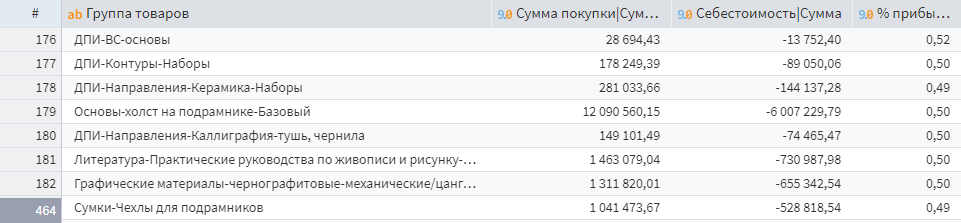 # ab Группа товаров 9.0 Сумма покупки|Сум… 9.0 Себестоимость|Сумма 9.0 % прибы…
176 ДПИ-ВС-основы 28 694,43 -13 752,40 0,52
177 ДПИ-Контуры-Наборы 178 249,39 -89 050,06 0,50
178 ДПИ-Направления-Керамика-Наборы 281 033,66 -144 137,28 0,49
179 Основы-холст на подрамнике-Базовый 12 090 560,15 -6 007 229,79 0,50
180 ДПИ-Направления-Каллиграфия-тушь, чернила 149 101,49 -74 465,47 0,50
181 Литература-Практические руководства по живописи и рисунку-… 1 463 079,04 -730 987,98 0,50
182 Графические материалы-чернографитовые-механические/цанг… 1 311 820,01 -655 342,54 0,50
464 Сумки-Чехлы для подрамников 1 041 473,67 -528 818,54 0,49